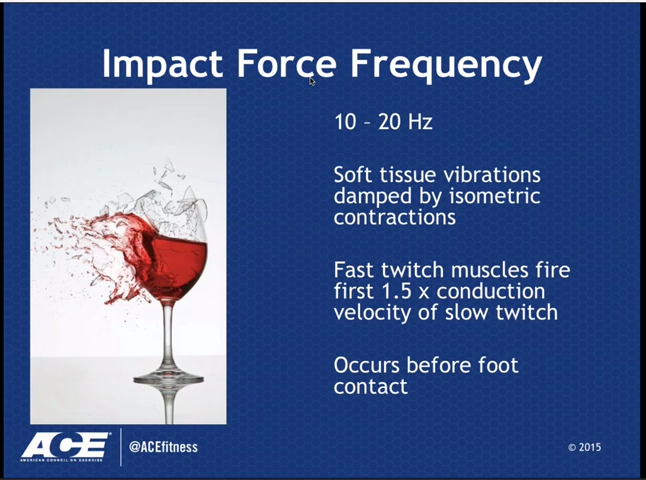 Impact Force Frequency
10 – 20 Hz
Soft tissue vibrations
damped by isometric
contractions
Fast twitch muscles fire
first 1.5 x conduction
velocity of slow twitch
Occurs before foot
contact
ACE
AMERICAN COUNCIL ON EXERCISE
@ACEfitness
© 2015